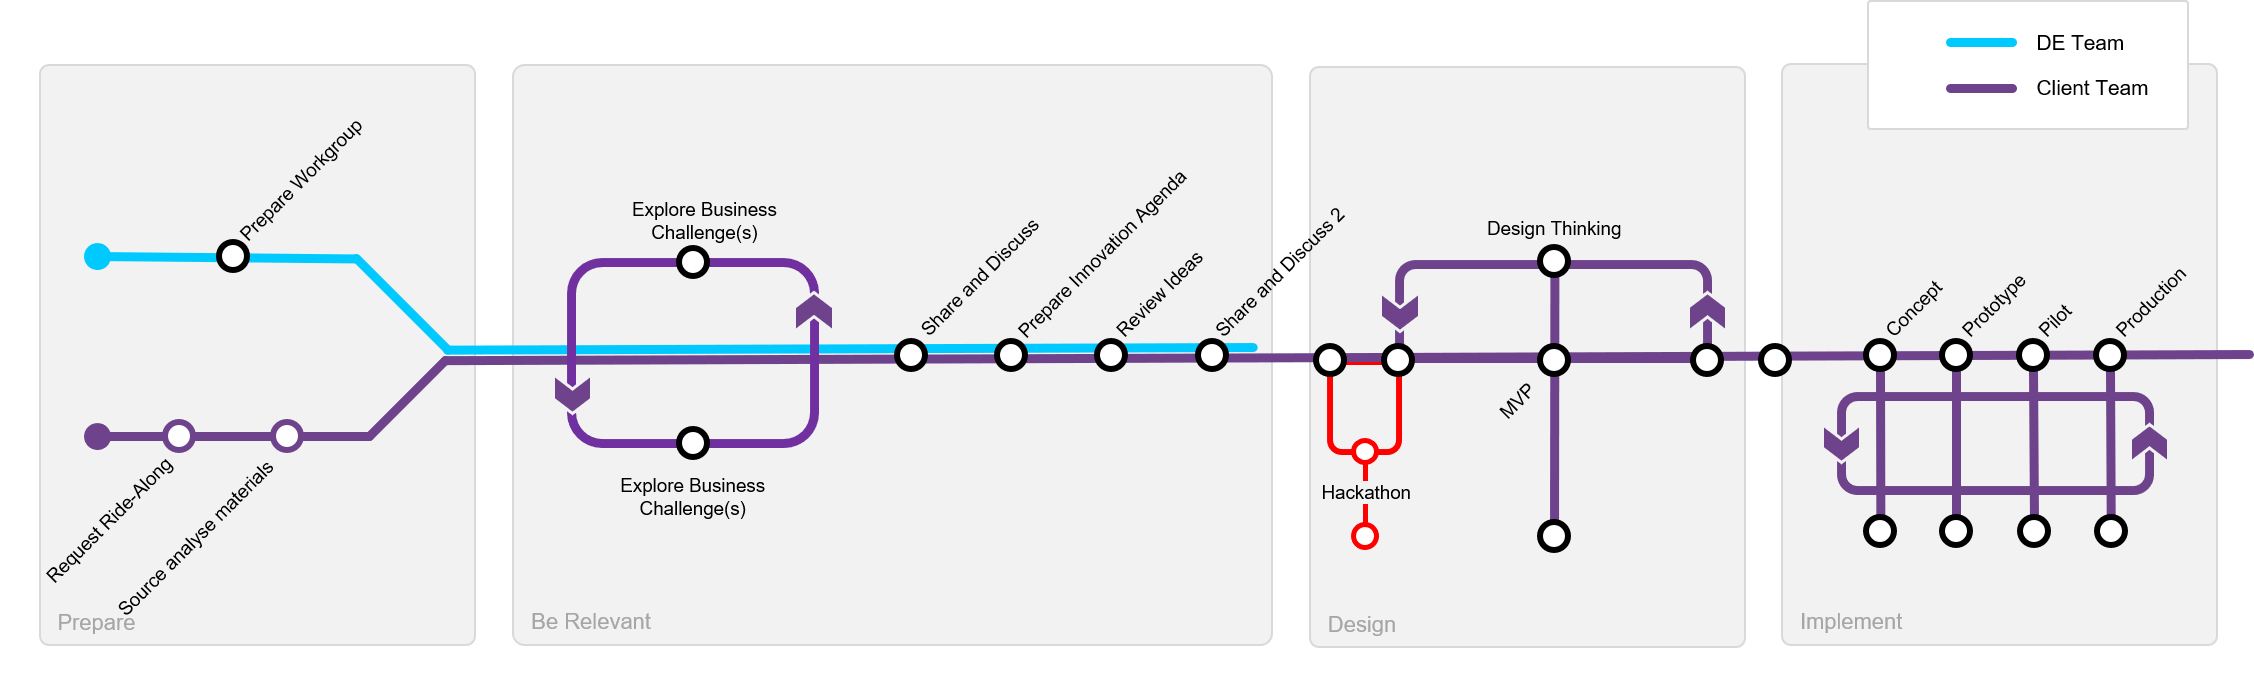 DE Team
Client Team
Prepare Workgroup
Request Ride-Along
Source analyse materials
Prepare
Explore Business
Challenge(s)
Explore Business
Challenge(s)
Share and Discuss
Prepare Innovation Agenda
Review Ideas
Share and Discuss 2
Be Relevant
Design Thinking
MVP
Hackathon
Design
Concept
Prototype
Pilot
Production
Implement